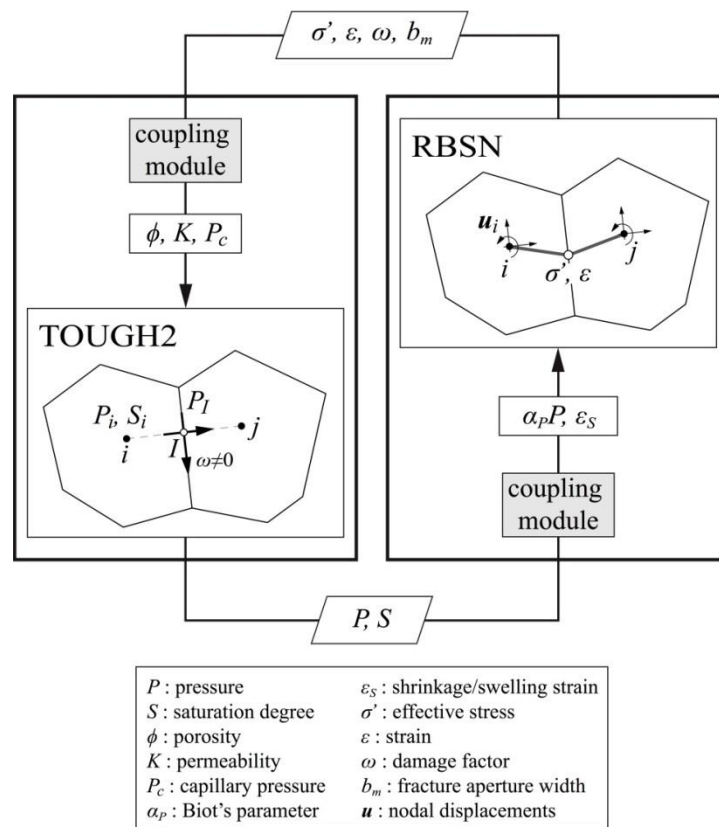 σ', ε, ω, b_m
coupling
module
ϕ, K, P_c
TOUGH2
P_i, S_i
P_I
i
I
j
ω≠0
RBSN
u_i
i
j
σ', ε
α_P P, ε_S
coupling
module
P, S
P : pressure
S : saturation degree
ϕ : porosity
K : permeability
P_c : capillary pressure
α_P : Biot's parameter
ε_S : shrinkage/swelling strain
σ' : effective stress
ε : strain
ω : damage factor
b_m : fracture aperture width
u : nodal displacements